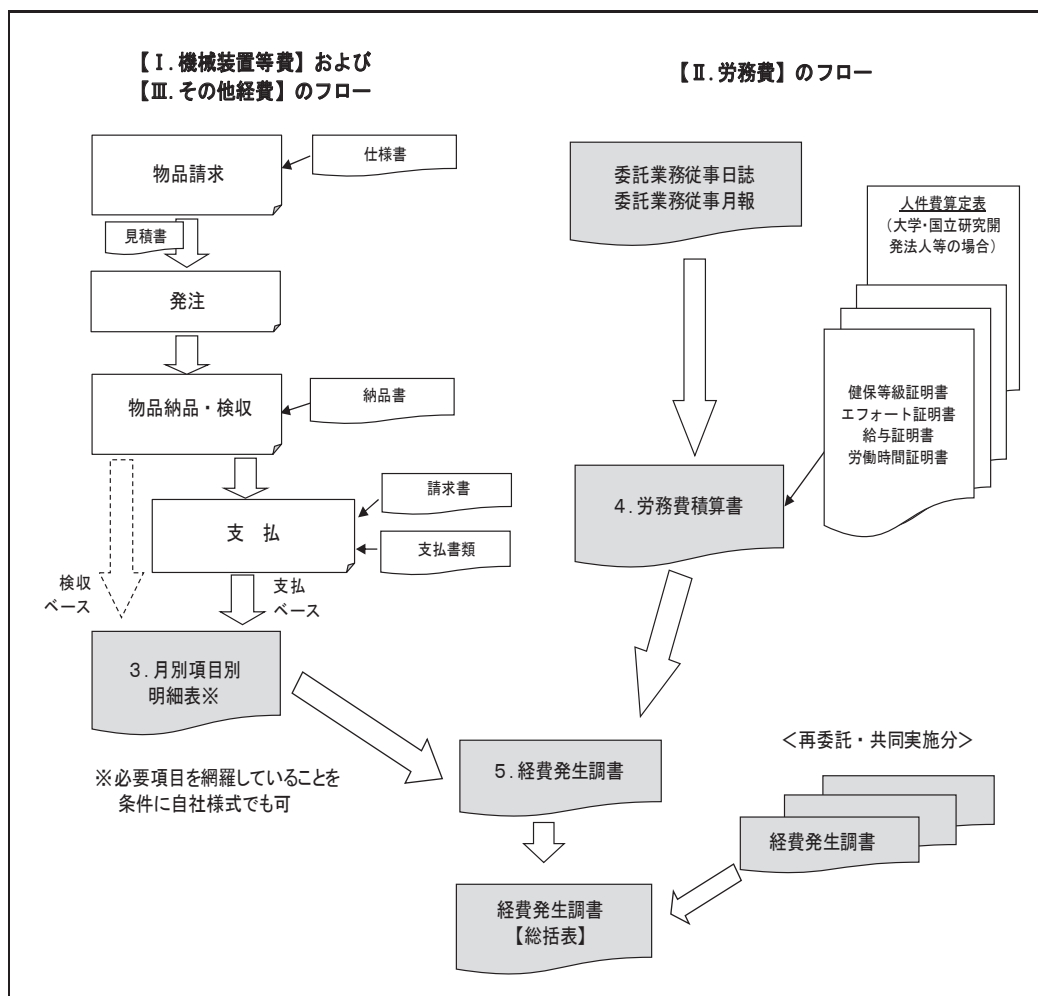 【Ⅰ.機械装置等費】および
【Ⅲ.その他経費】のフロー
物品請求
仕様書
見積書
発注
物品納品・検収
納品書
支　払
請求書
支払書類
検収
ベース
支払
ベース
3.月別項目別
明細表※
※必要項目を網羅していることを
条件に自社様式でも可
【Ⅱ.労務費】のフロー
委託業務従事日誌
委託業務従事月報
人件費算定表
（大学・国立研究開
発法人等の場合）
健保等級証明書
エフォート証明書
給与証明書
労働時間証明書
4.労務費積算書
5.経費発生調書
＜再委託・共同実施分＞
経費発生調書
経費発生調書
【総括表】